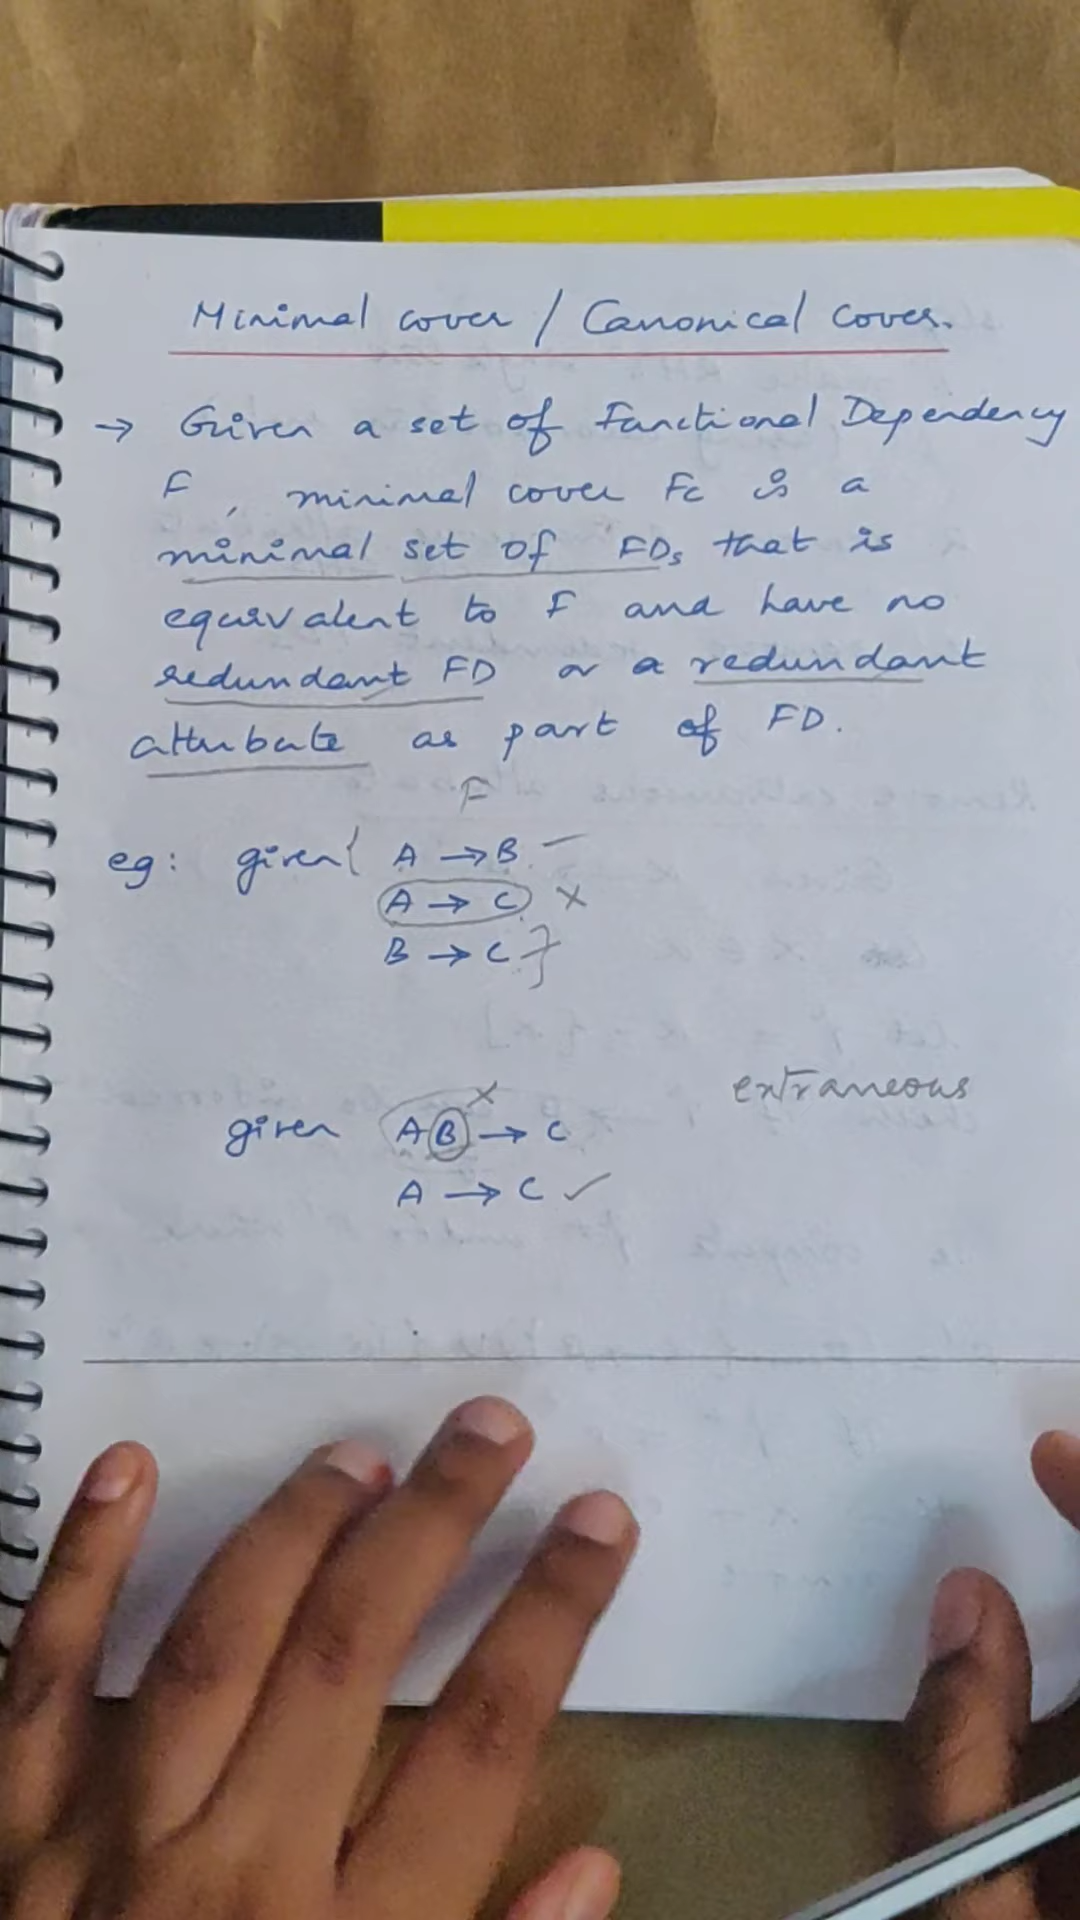 Minimal cover / Canonical cover.
→ Given a set of Functional Dependency
F, minimal cover Fc is a
minimal set of FDs that is
equivalent to F and have no
redundant FD or a redundant
attribute as part of FD.
F
eg: given { A → B
A → C ×
B → C }
×
extraneous
given AB → C
A → C ✓